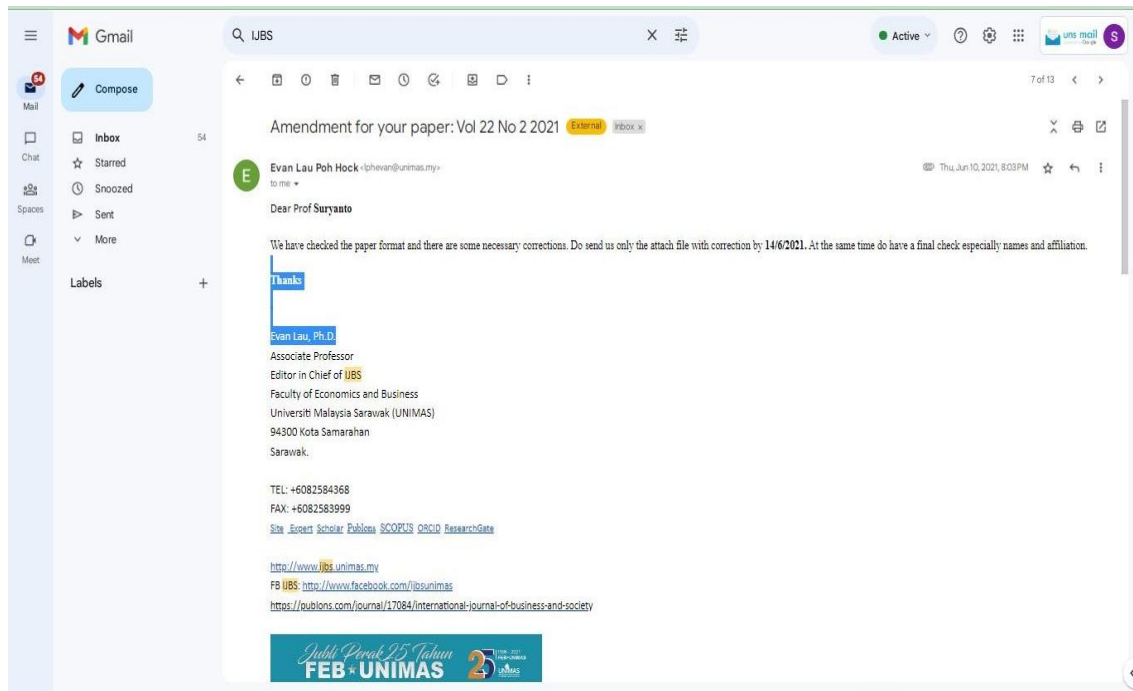 Gmail
IJBS
Active
uns mail
S
54
Mail
Chat
Spaces
Meet
Compose
Inbox 54
Starred
Snoozed
Sent
More
Labels +
7 of 13
Amendment for your paper: Vol 22 No 2 2021 External Inbox x
E
Evan Lau Poh Hock <lphevan@unimas.my>
Thu, Jun 10, 2021, 8:03 PM
to me
Dear Prof Suryanto
We have checked the paper format and there are some necessary corrections. Do send us only the attach file with correction by 14/6/2021. At the same time do have a final check especially names and affiliation.
Thanks
Evan Lau, Ph.D.
Associate Professor
Editor in Chief of IJBS
Faculty of Economics and Business
Universiti Malaysia Sarawak (UNIMAS)
94300 Kota Samarahan
Sarawak.
TEL: +6082584368
FAX: +6082583999
Site Expert Scholar Publons SCOPUS ORCID ResearchGate
http://www.ijbs.unimas.my
FB IJBS: http://www.facebook.com/ijbsunimas
https://publons.com/journal/17084/international-journal-of-business-and-society
Jubli Perak 25 Tahun
FEB UNIMAS 25
UNIMAS